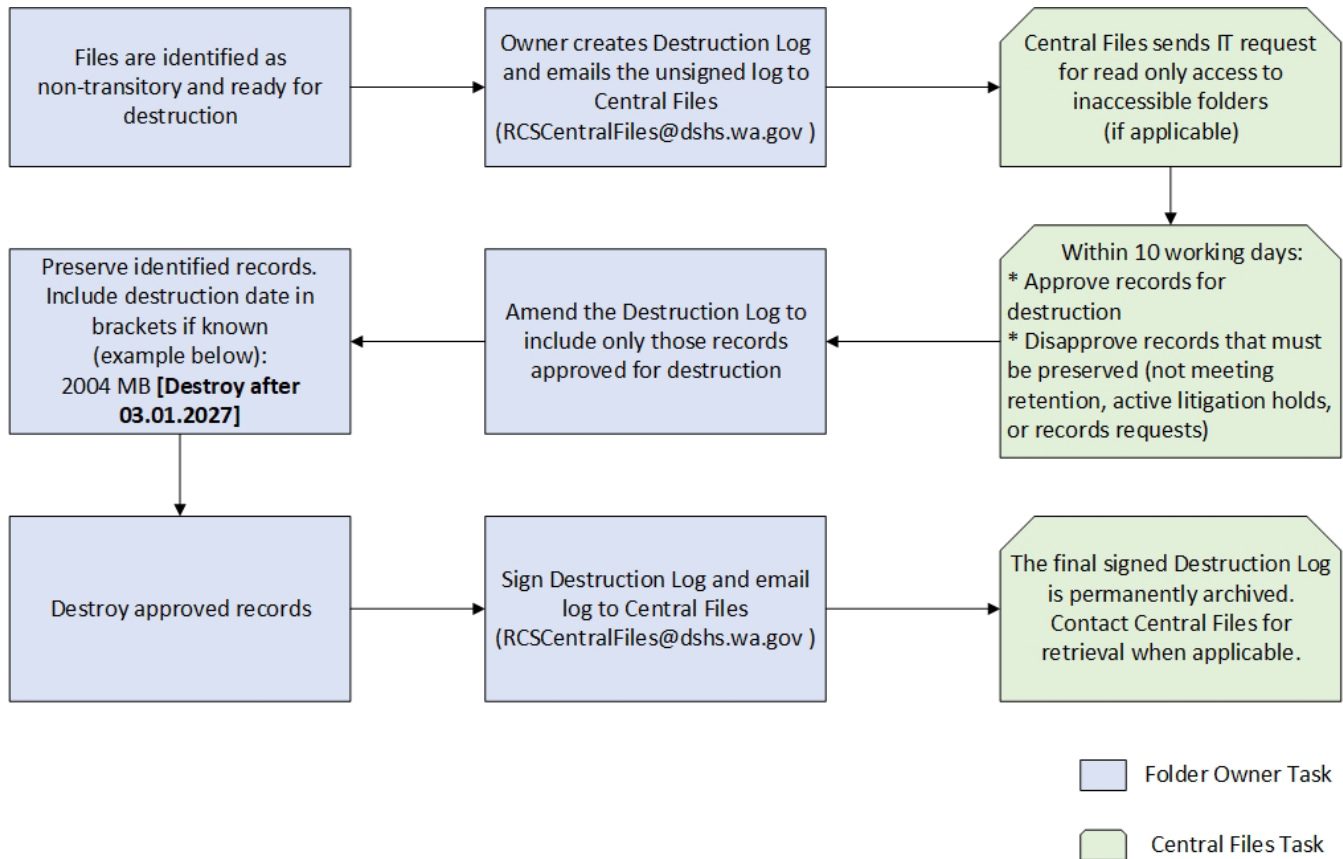 Files are identified as
non-transitory and ready for
destruction
Owner creates Destruction Log
and emails the unsigned log to
Central Files
(RCSCentralFiles@dshs.wa.gov )
Central Files sends IT request
for read only access to
inaccessible folders
(if applicable)
Within 10 working days:
* Approve records for
destruction
* Disapprove records that must
be preserved (not meeting
retention, active litigation holds,
or records requests)
Amend the Destruction Log to
include only those records
approved for destruction
Preserve identified records.
Include destruction date in
brackets if known
(example below):
2004 MB [Destroy after
03.01.2027]
Destroy approved records
Sign Destruction Log and email
log to Central Files
(RCSCentralFiles@dshs.wa.gov )
The final signed Destruction Log
is permanently archived.
Contact Central Files for
retrieval when applicable.
Folder Owner Task
Central Files Task